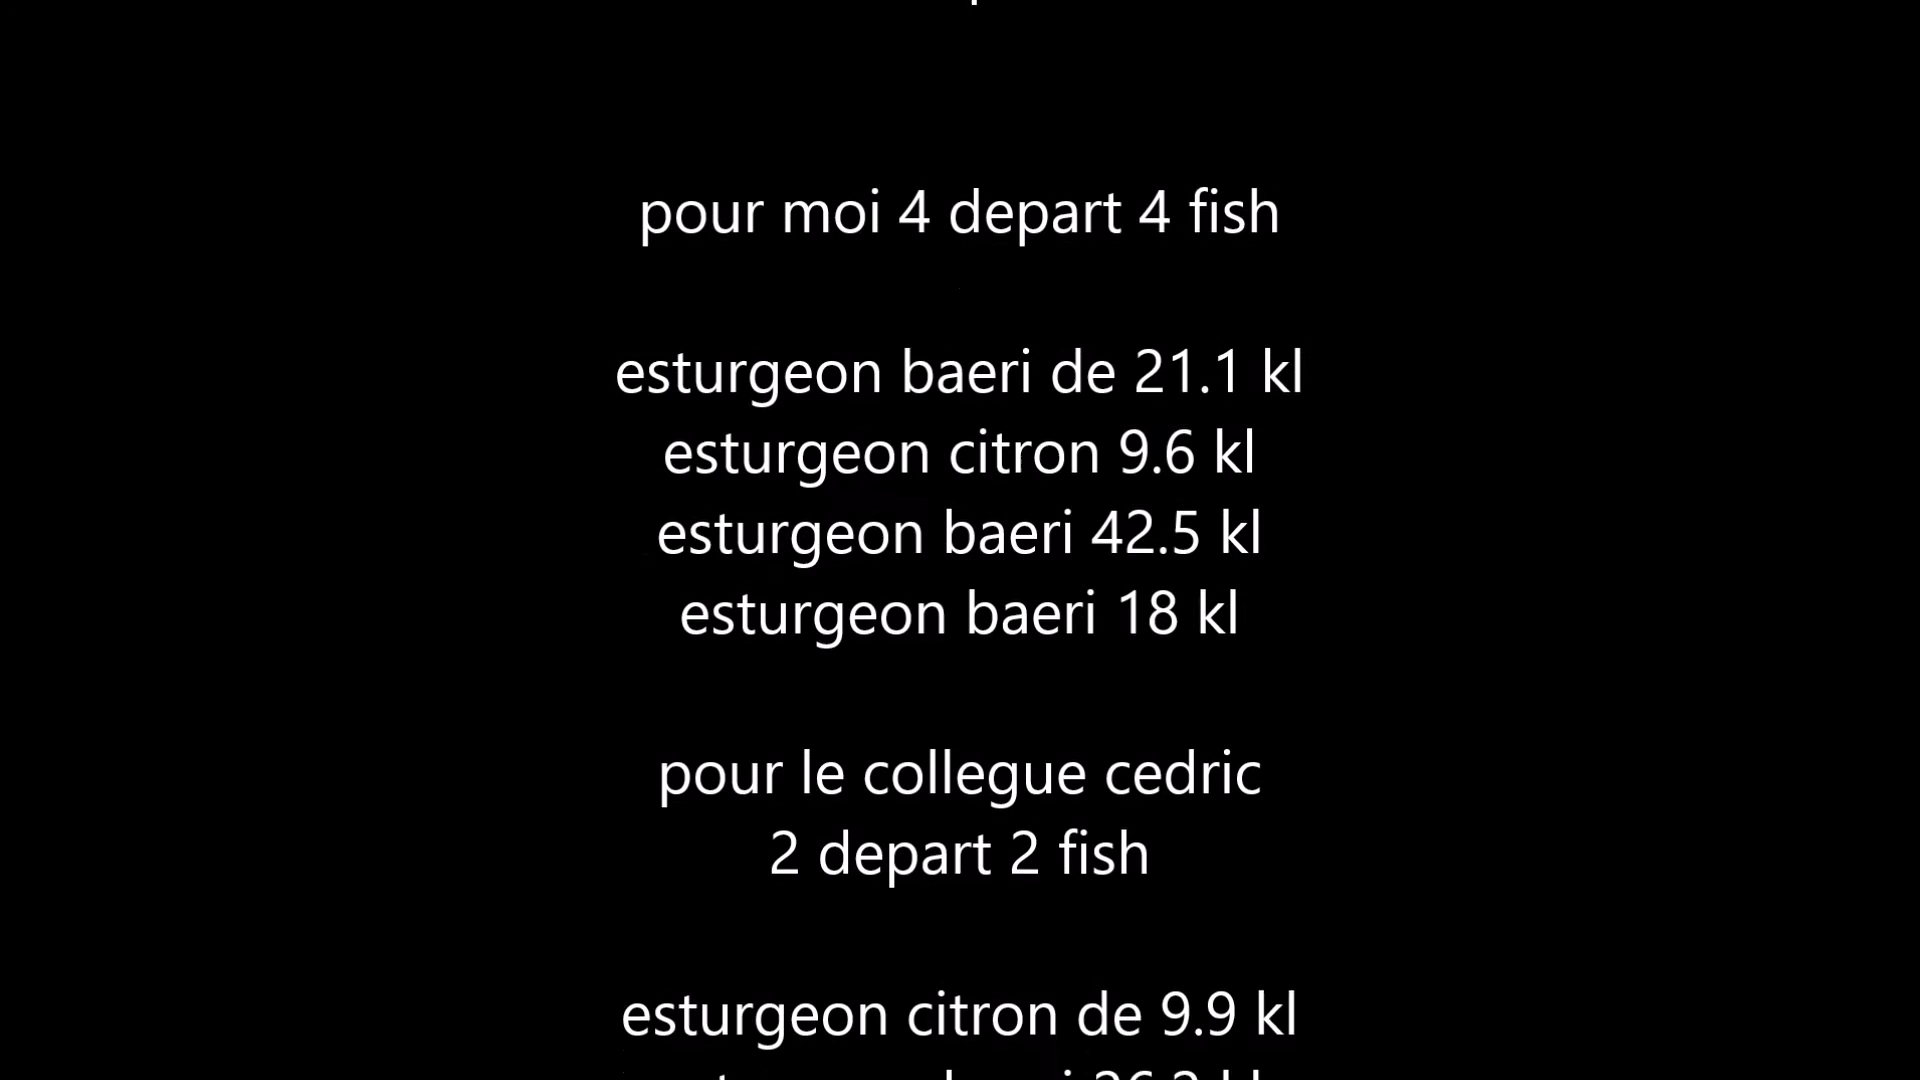 pour moi 4 depart 4 fish
esturgeon baeri de 21.1 kl
esturgeon citron 9.6 kl
esturgeon baeri 42.5 kl
esturgeon baeri 18 kl
pour le collegue cedric
2 depart 2 fish
esturgeon citron de 9.9 kl